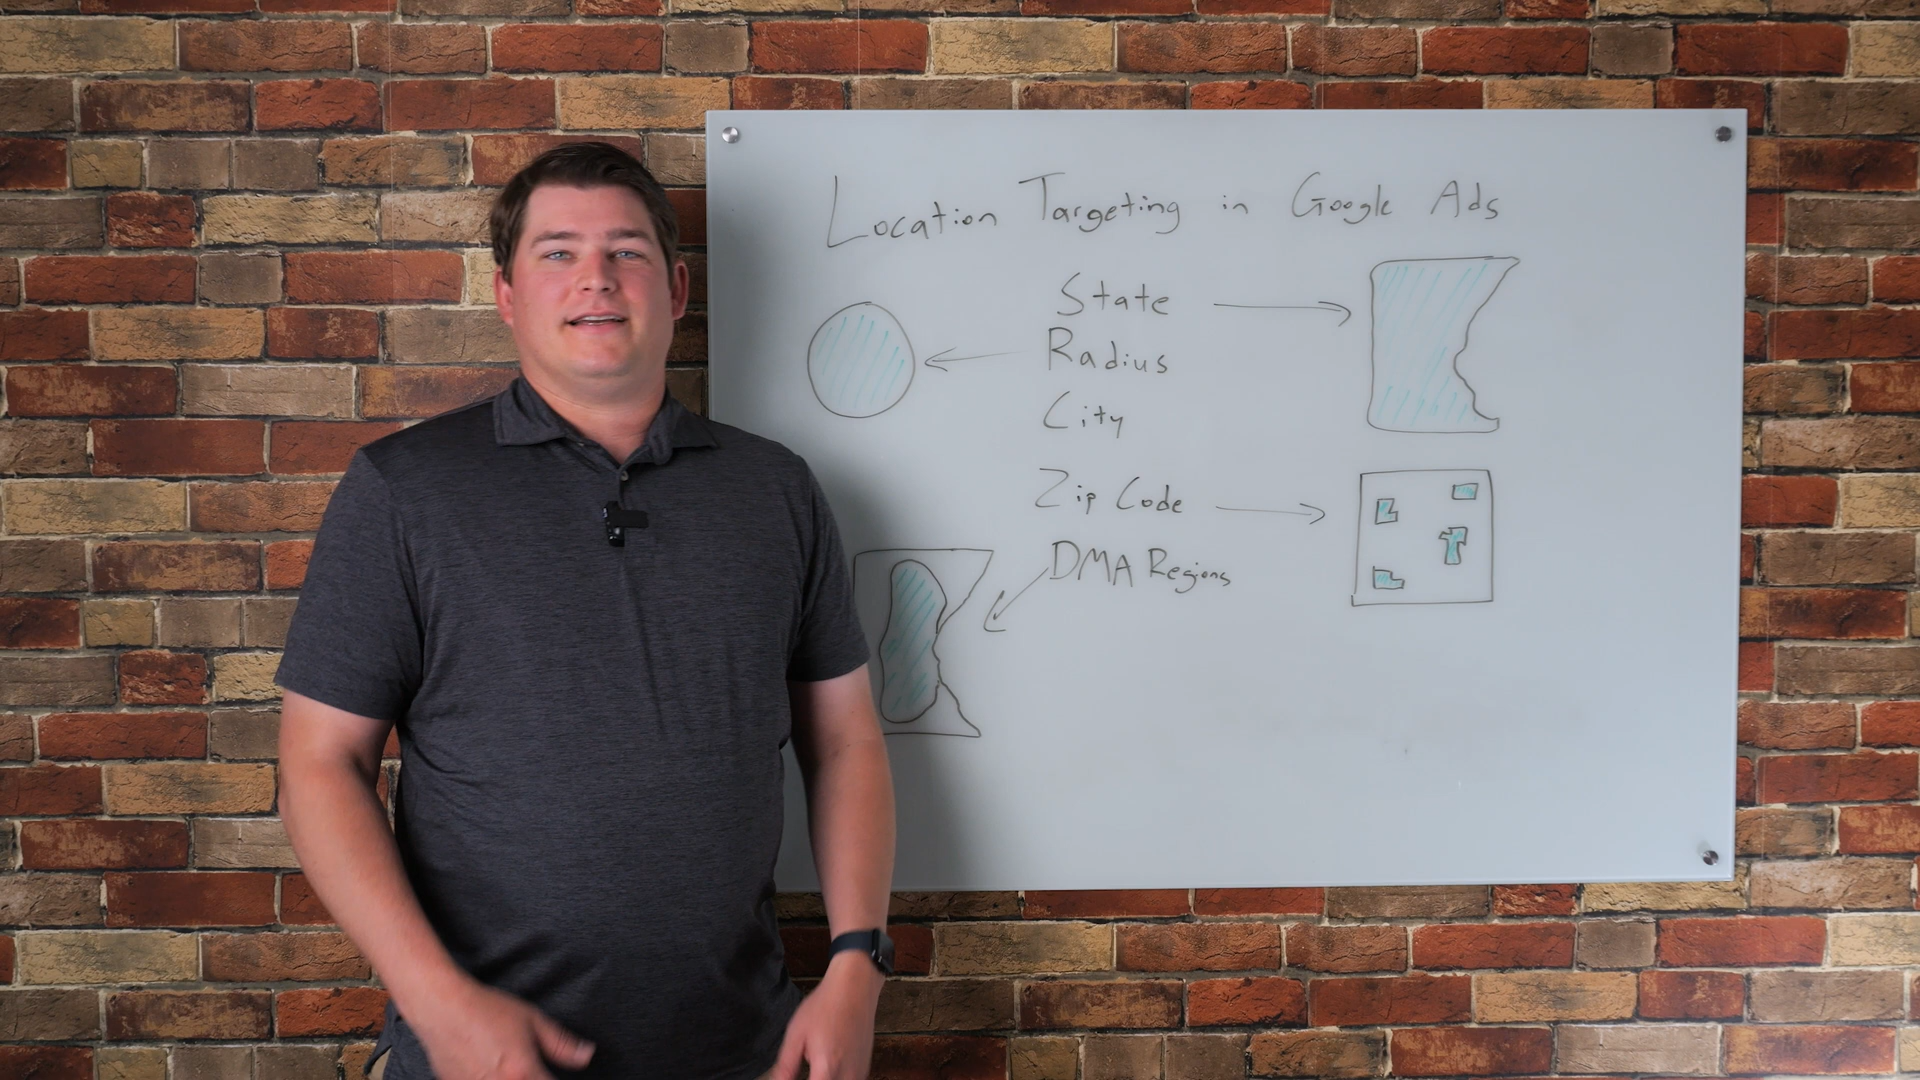 Location Targeting in Google Ads
State
Radius
City
Zip Code
DMA Regions